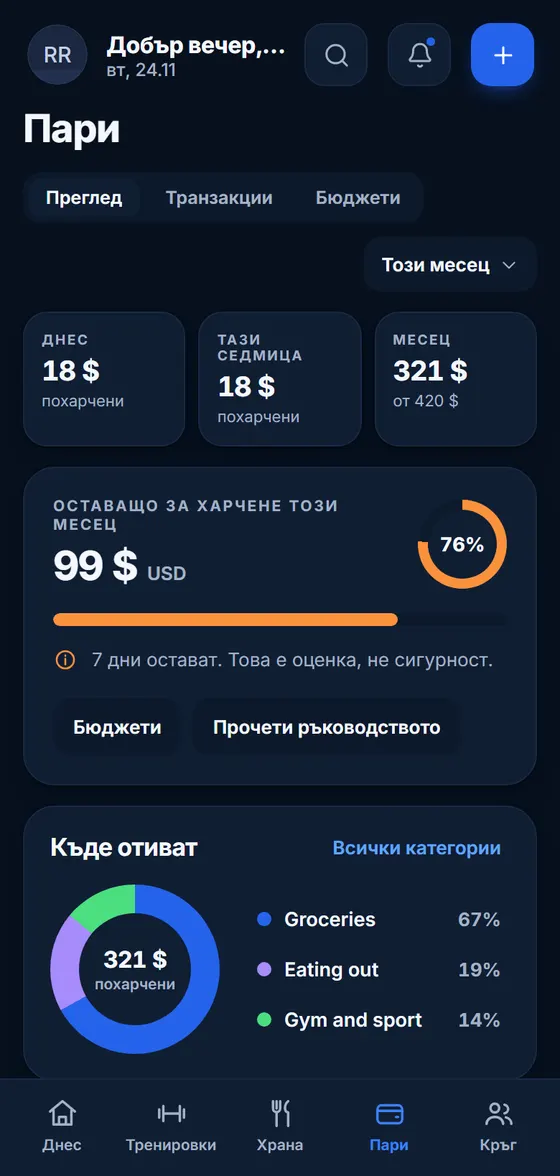 RR
Добър вечер,...
вт, 24.11
Пари
Преглед
Транзакции
Бюджети
Този месец
ДНЕС
18 $
похарчени
ТАЗИ
СЕДМИЦА
18 $
похарчени
МЕСЕЦ
321 $
от 420 $
ОСТАВАЩО ЗА ХАРЧЕНЕ ТОЗИ
МЕСЕЦ
99 $ USD
76%
7 дни остават. Това е оценка, не сигурност.
Бюджети
Прочети ръководството
Къде отиват
Всички категории
321 $
похарчени
Groceries 67%
Eating out 19%
Gym and sport 14%
Днес
Тренировки
Храна
Пари
Кръг